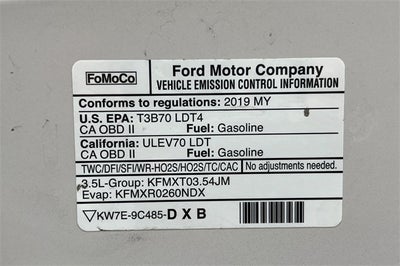 FoMoCo
Ford Motor Company
VEHICLE EMISSION CONTROL INFORMATION
Conforms to regulations: 2019 MY
U.S. EPA: T3B70 LDT4
CA OBD II Fuel: Gasoline
California: ULEV70 LDT
CA OBD II Fuel: Gasoline
TWC/DFI/SFI/WR-HO2S/HO2S/TC/CAC No adjustments needed.
3.5L-Group: KFMXT03.54JM
Evap: KFMXR0260NDX
KW7E-9C485-D X B